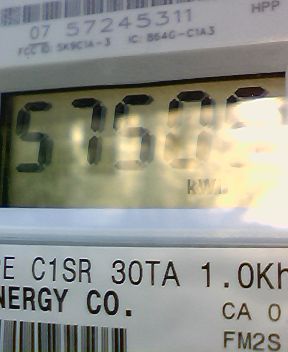 HPP
07 57245311
FCC ID: SK9C1A-3 IC: 864G-C1A3
KWH
PE C1SR 30TA 1.0Kh
NERGY CO.
CA 0
FM2S